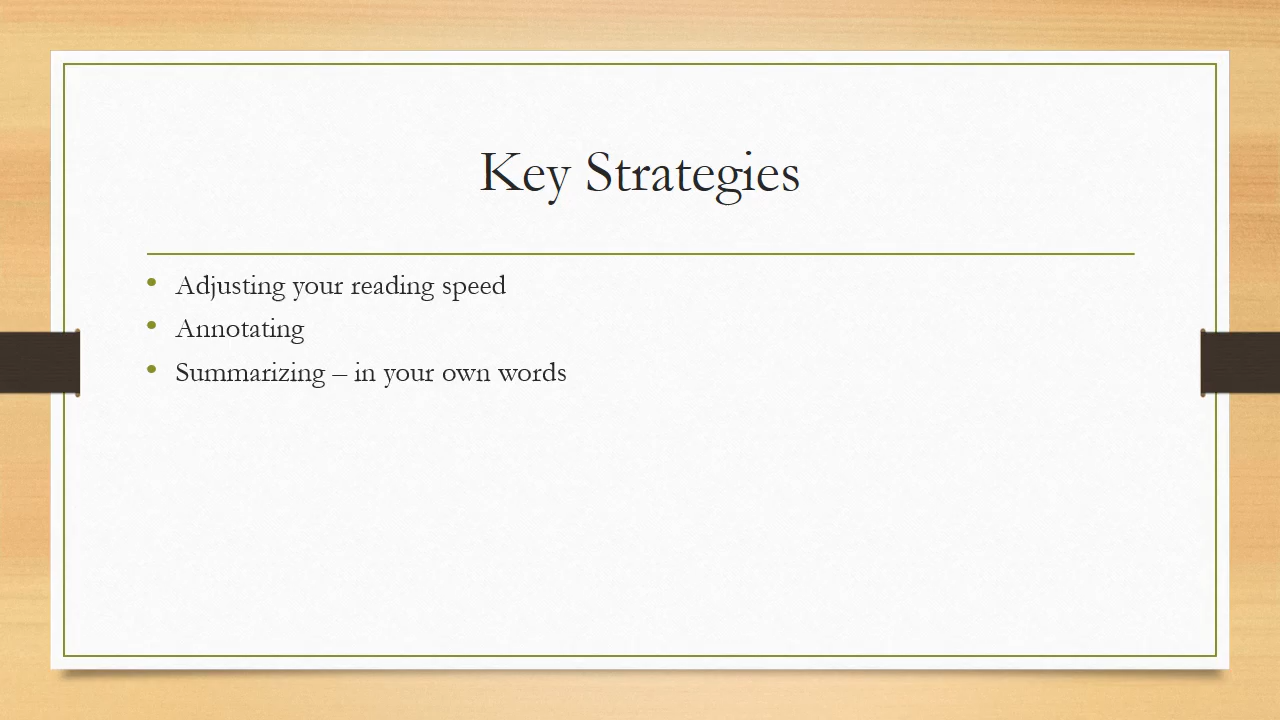 Key Strategies
• Adjusting your reading speed
• Annotating
• Summarizing – in your own words